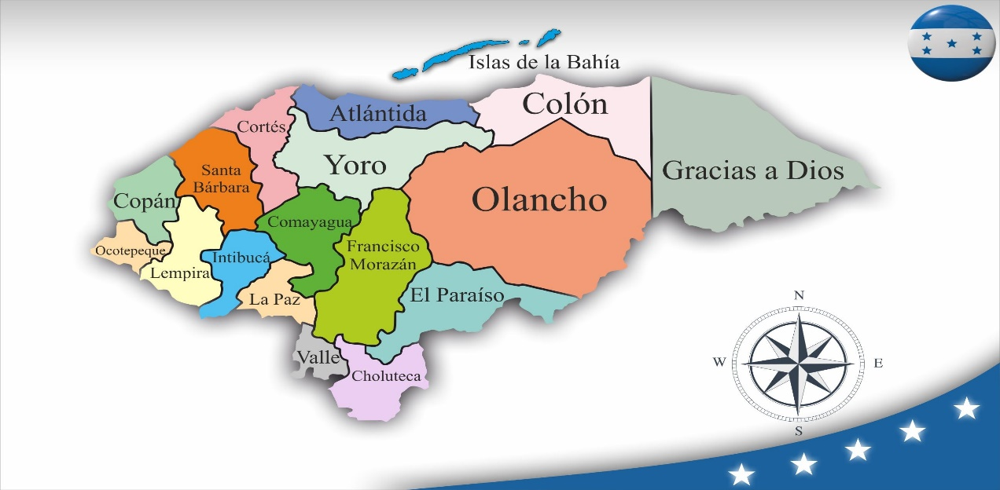 Islas de la Bahía
Colón
Atlántida
Cortés
Yoro
Gracias a Dios
Santa
Bárbara
Olancho
Copán
Comayagua
Francisco
Morazán
Ocotepeque
Intibucá
Lempira
El Paraíso
La Paz
Valle
Choluteca
N
W
E
S